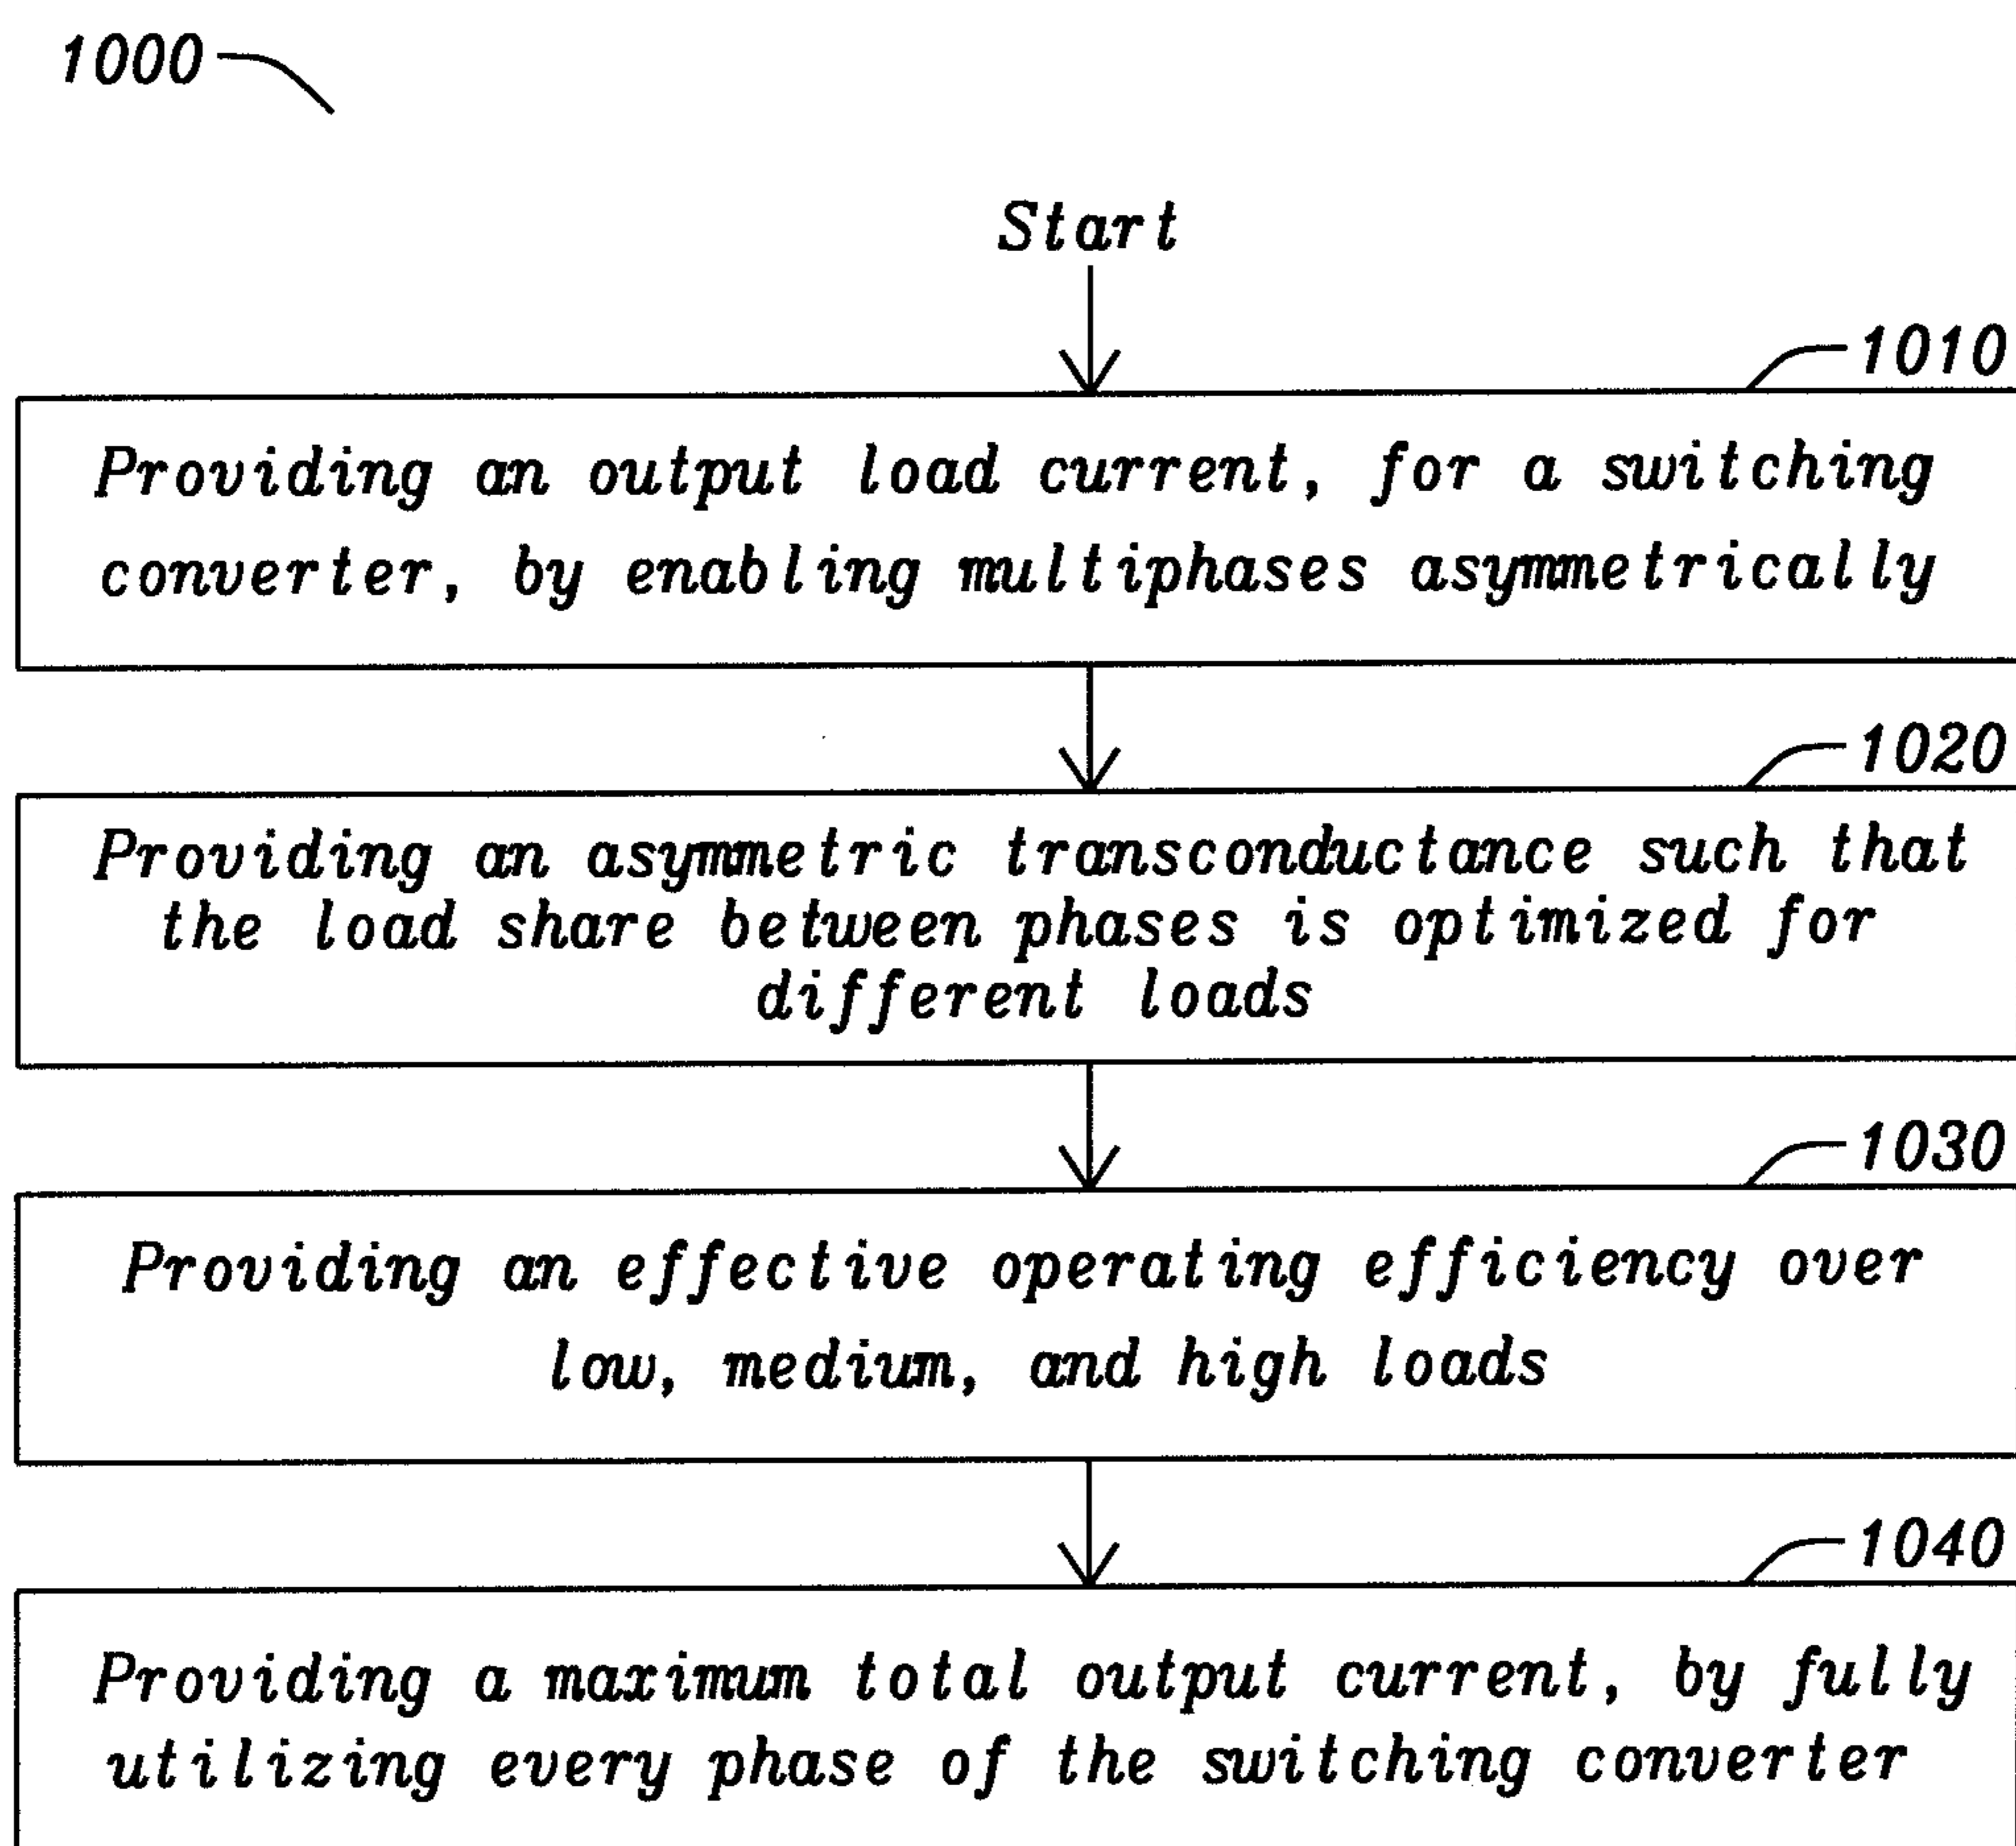 1000
Start
1010
Providing an output load current, for a switching
converter, by enabling multiphases asymmetrically
1020
Providing an asymmetric transconductance such that
the load share between phases is optimized for
different loads
1030
Providing an effective operating efficiency over
low, medium, and high loads
1040
Providing a maximum total output current, by fully
utilizing every phase of the switching converter